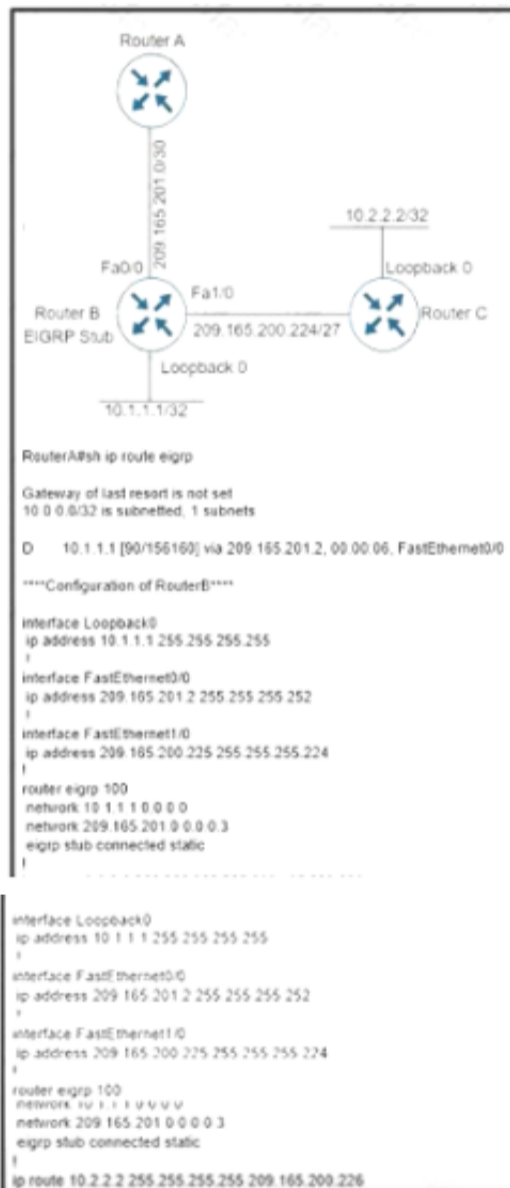 Router A
209.165.201.0/30
10.2.2.2/32
Fa0/0
Loopback 0
Fa1/0
Router B
EIGRP Stub
Router C
209.165.200.224/27
Loopback 0
10.1.1.1/32
RouterA#sh ip route eigrp
Gateway of last resort is not set
10.0.0.0/32 is subnetted, 1 subnets
D 10.1.1.1 [90/156160] via 209.165.201.2, 00:00:06, FastEthernet0/0
****Configuration of RouterB****
interface Loopback0
ip address 10.1.1.1 255.255.255.255
!
interface FastEthernet0/0
ip address 209.165.201.2 255.255.255.252
!
interface FastEthernet1/0
ip address 209.165.200.225 255.255.255.224
!
router eigrp 100
network 10.1.1.1 0.0.0.0
network 209.165.201.0 0.0.0.3
eigrp stub connected static
!
interface Loopback0
ip address 10.1.1.1 255.255.255.255
!
interface FastEthernet0/0
ip address 209.165.201.2 255.255.255.252
!
interface FastEthernet1/0
ip address 209.165.200.225 255.255.255.224
!
router eigrp 100
network 10.1.1.1 0.0.0.0
network 209.165.201.0 0.0.0.3
eigrp stub connected static
!
ip route 10.2.2.2 255.255.255.255 209.165.200.226